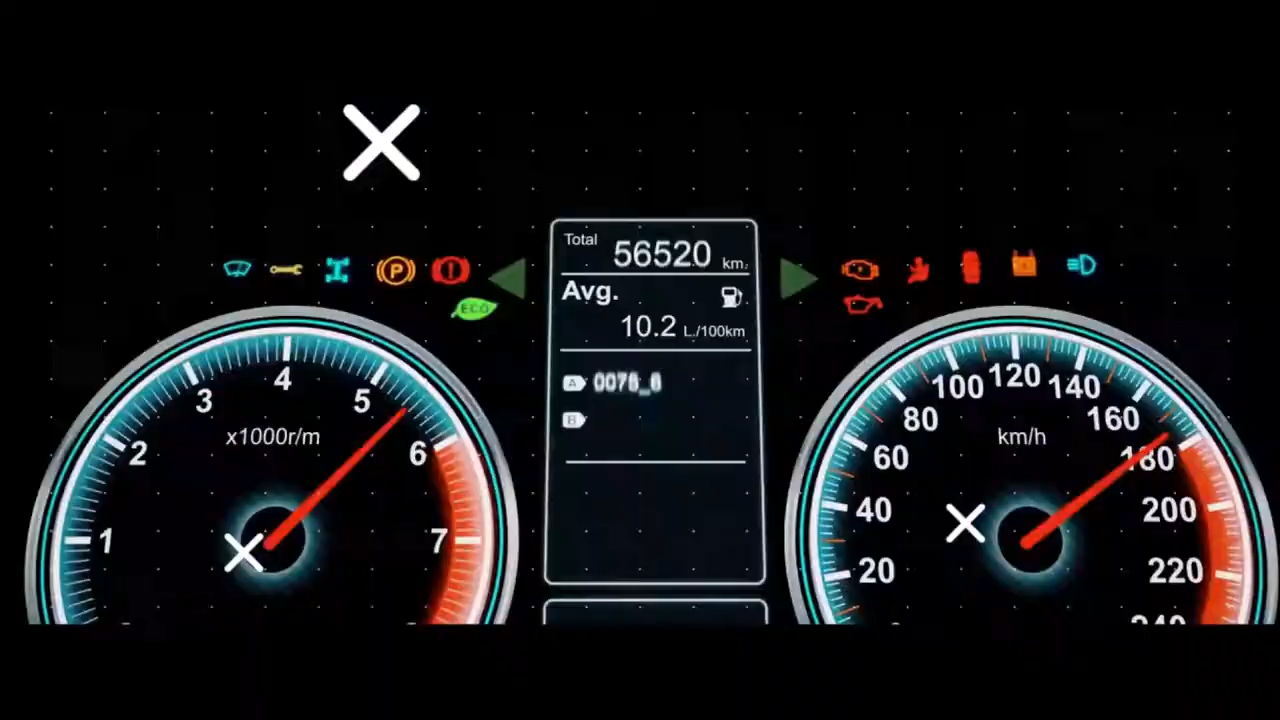 Total 56520 km.
Avg.
10.2 L./100km
A
B
P
ECO
1 2 3 4 5 6 7
x1000r/m
20 40 60 80 100 120 140 160 180 200 220 240
km/h